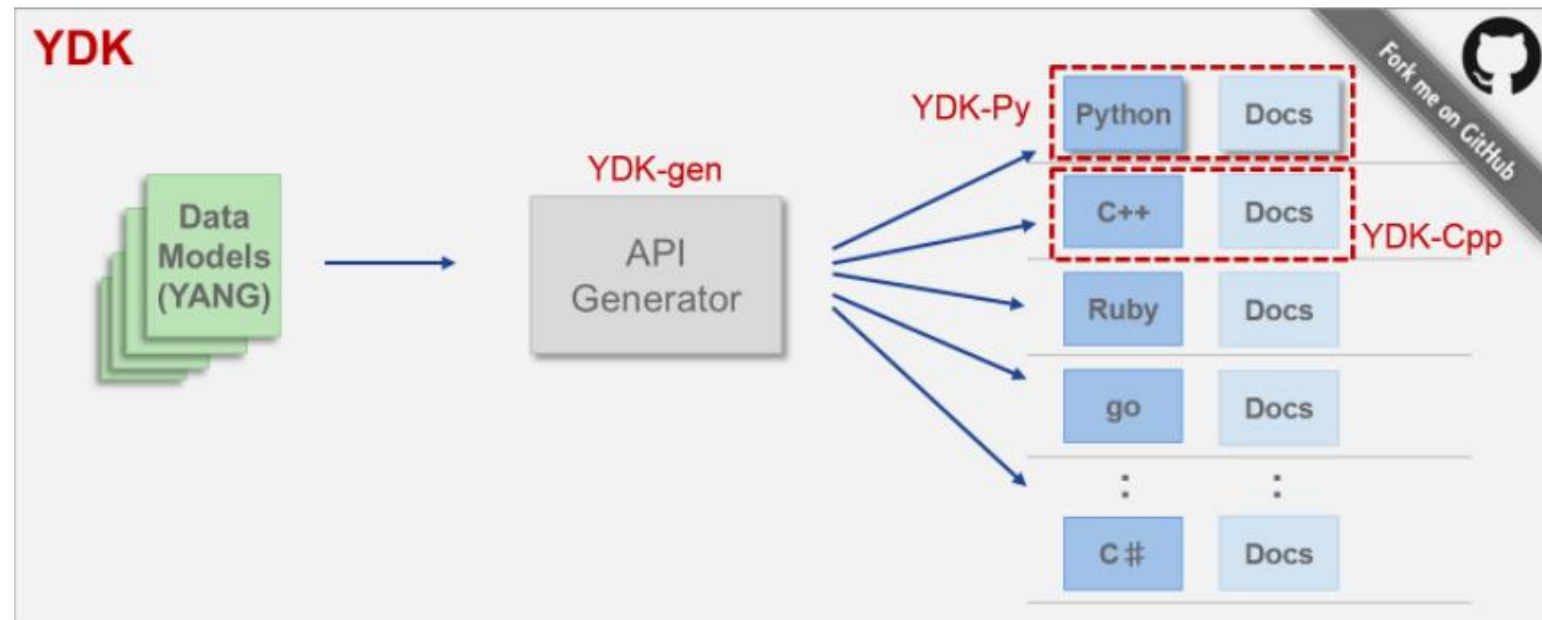 YDK
Fork me on GitHub
YDK-Py
Python Docs
YDK-gen
Data
Models
(YANG)
API
Generator
C++ Docs
YDK-Cpp
Ruby Docs
go Docs
: :
C# Docs